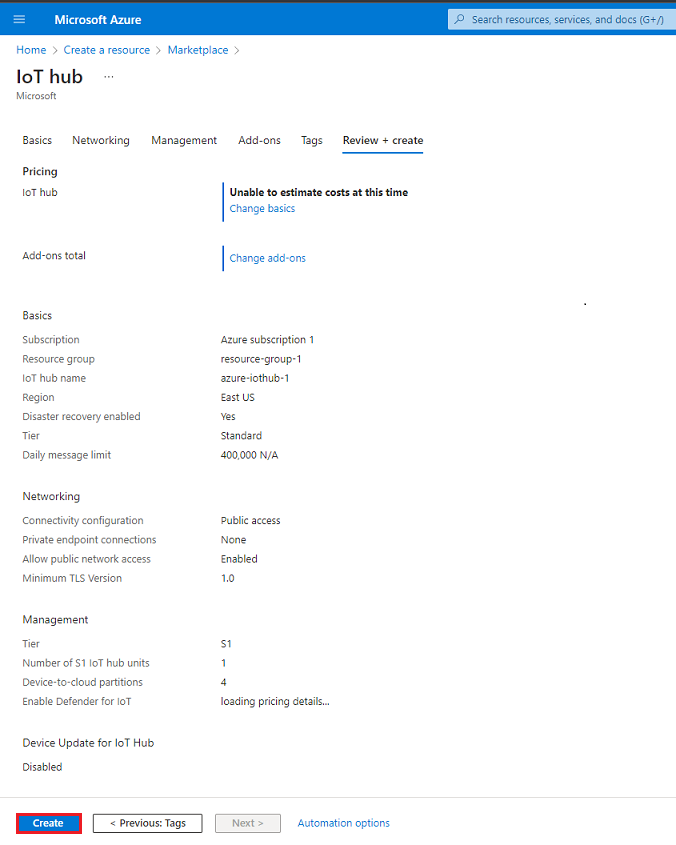 Microsoft Azure
Search resources, services, and docs (G+/)
Home > Create a resource > Marketplace >
IoT hub ...
Microsoft
Basics Networking Management Add-ons Tags Review + create
Pricing
IoT hub Unable to estimate costs at this time
Change basics
Add-ons total Change add-ons
Basics
Subscription Azure subscription 1
Resource group resource-group-1
IoT hub name azure-iothub-1
Region East US
Disaster recovery enabled Yes
Tier Standard
Daily message limit 400,000 N/A
Networking
Connectivity configuration Public access
Private endpoint connections None
Allow public network access Enabled
Minimum TLS Version 1.0
Management
Tier S1
Number of S1 IoT hub units 1
Device-to-cloud partitions 4
Enable Defender for IoT loading pricing details...
Device Update for IoT Hub
Disabled
Create < Previous: Tags Next > Automation options